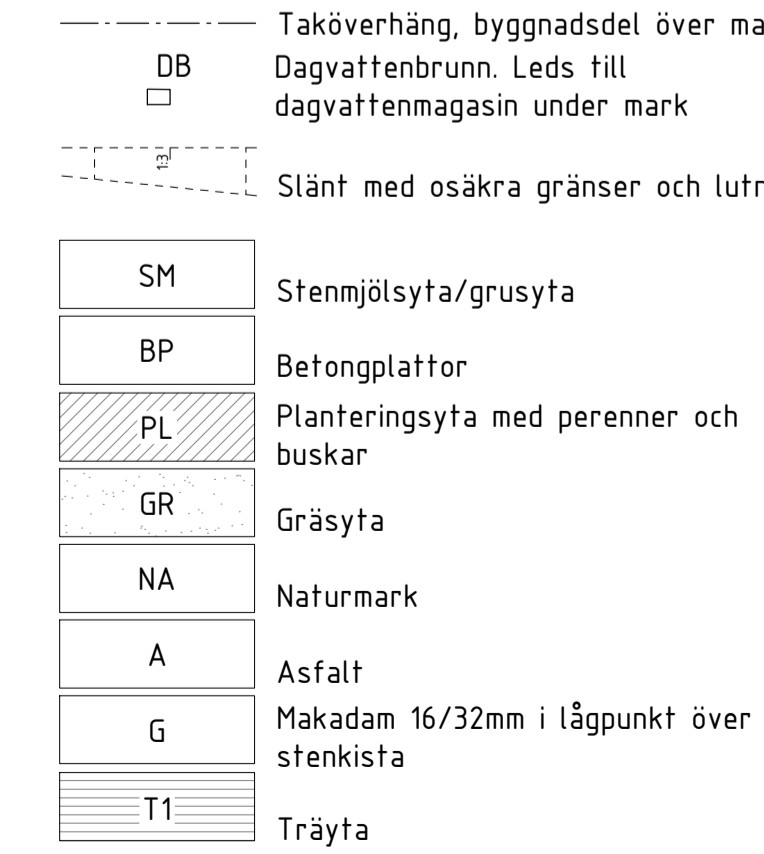 Taköverhäng, byggnadsdel över ma
DB
Dagvattenbrunn. Leds till
dagvattenmagasin under mark
1:3
Slänt med osäkra gränser och lutn
SM
Stenmjölsyta/grusyta
BP
Betongplattor
PL
Planteringsyta med perenner och
buskar
GR
Gräsyta
NA
Naturmark
A
Asfalt
G
Makadam 16/32mm i lågpunkt över
stenkista
T1
Träyta